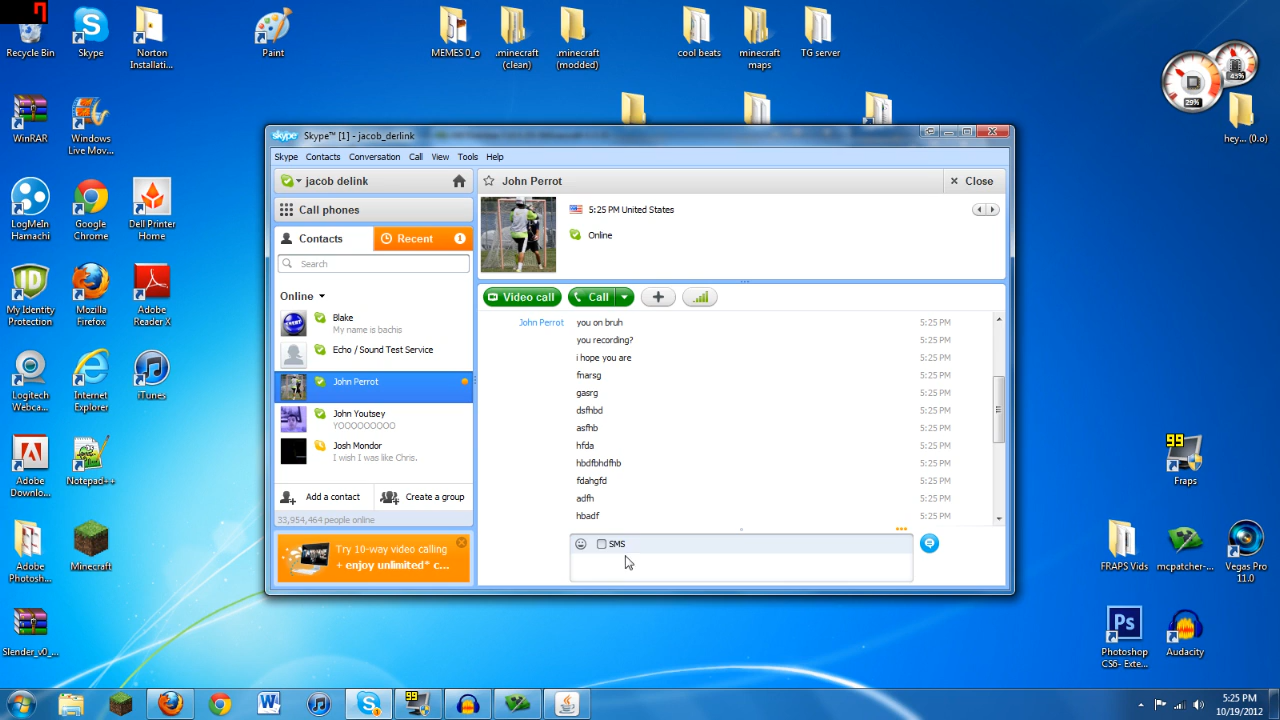 Recycle Bin
Skype
Norton
Installati...
Paint
MEMES 0_o
.minecraft
(clean)
.minecraft
(modded)
cool beats
minecraft
maps
TG server
43%
29%
hey... (0.o)
WinRAR
Windows
Live Mov...
LogMeIn
Hamachi
Google
Chrome
Dell Printer
Home
My Identity
Protection
Mozilla
Firefox
Adobe
Reader X
Logitech
Webca...
Internet
Explorer
iTunes
Adobe
Downlo...
Notepad++
Adobe
Photosh...
Minecraft
Slender_v0_...
skype Skype™ [1] - jacob_derlink
Skype Contacts Conversation Call View Tools Help
jacob delink
Call phones
Contacts
Recent 1
Search
Online
Blake
My name is bachis
Echo / Sound Test Service
John Perrot
John Youtsey
YOOOOOOOOO
Josh Mondor
I wish I was like Chris.
Add a contact
Create a group
33,954,464 people online
Try 10-way video calling
+ enjoy unlimited* c...
John Perrot
Close
5:25 PM United States
Online
Video call
Call
John Perrot you on bruh 5:25 PM
you recording? 5:25 PM
i hope you are 5:25 PM
fnarsg 5:25 PM
gasrg 5:25 PM
dsfhbd 5:25 PM
asfhb 5:25 PM
hfda 5:25 PM
hbdfbhdfhb 5:25 PM
fdahgfd 5:25 PM
adfh 5:25 PM
hbadf 5:25 PM
SMS
99
Fraps
FRAPS Vids
mcpatcher-...
Vegas Pro
11.0
Ps
Photoshop
CS6- Exte...
Audacity
99
5:25 PM
10/19/2012